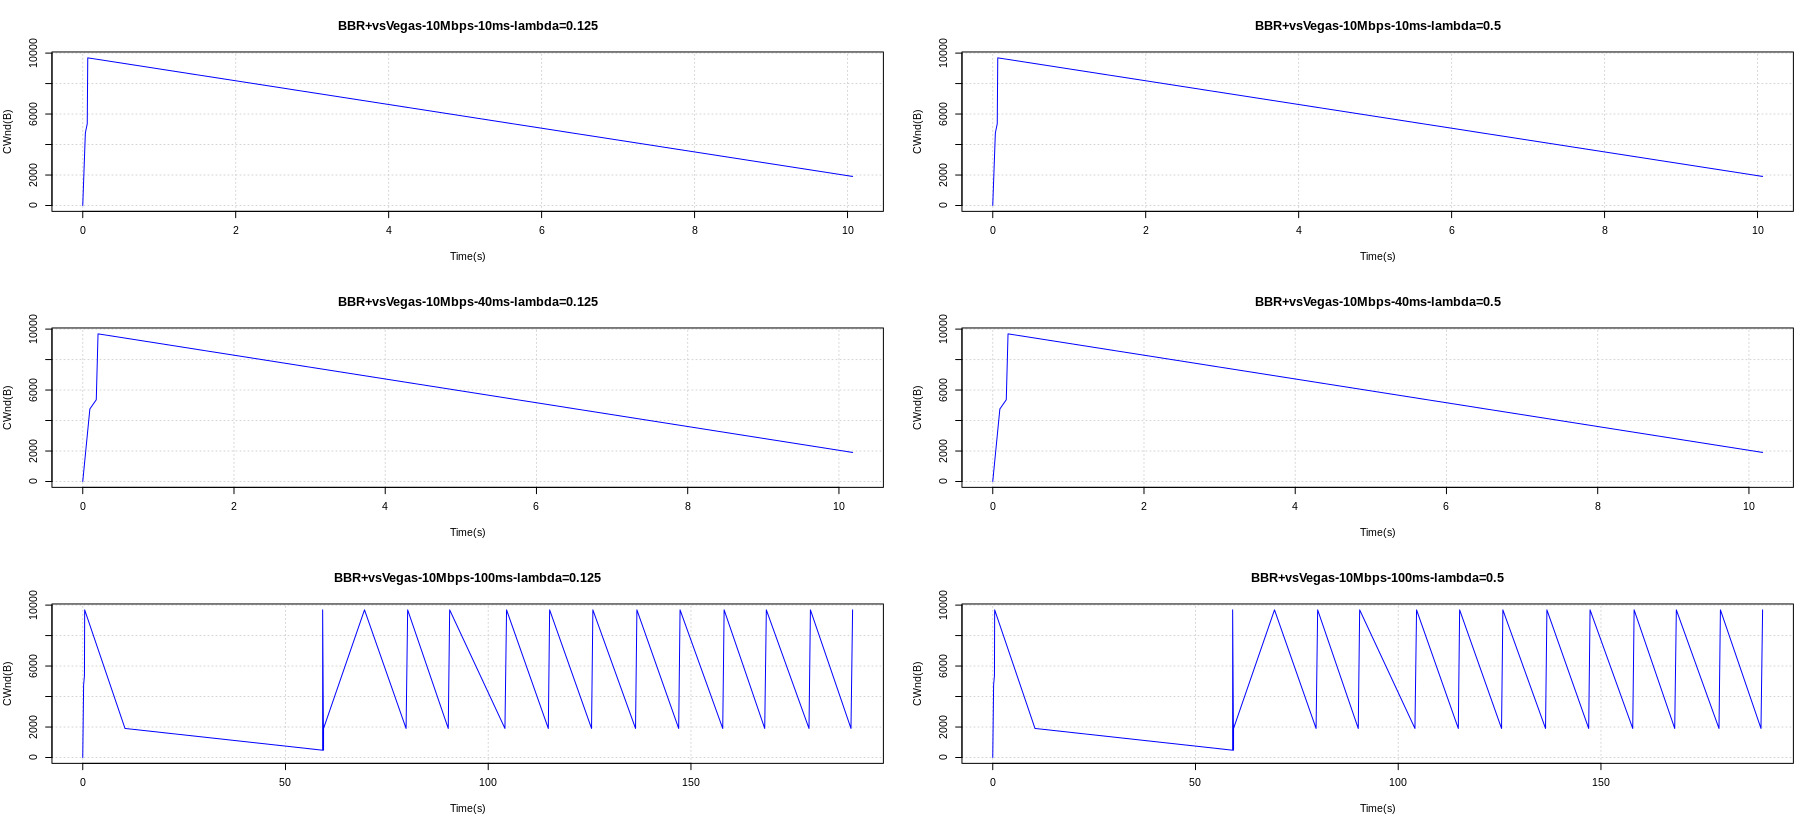 BBR+vsVegas-10Mbps-10ms-lambda=0.125
CWnd(B)
10000
6000
2000
0
0 2 4 6 8 10
Time(s)
BBR+vsVegas-10Mbps-10ms-lambda=0.5
CWnd(B)
10000
6000
2000
0
0 2 4 6 8 10
Time(s)
BBR+vsVegas-10Mbps-40ms-lambda=0.125
CWnd(B)
10000
6000
2000
0
0 2 4 6 8 10
Time(s)
BBR+vsVegas-10Mbps-40ms-lambda=0.5
CWnd(B)
10000
6000
2000
0
0 2 4 6 8 10
Time(s)
BBR+vsVegas-10Mbps-100ms-lambda=0.125
CWnd(B)
10000
6000
2000
0
0 50 100 150
Time(s)
BBR+vsVegas-10Mbps-100ms-lambda=0.5
CWnd(B)
10000
6000
2000
0
0 50 100 150
Time(s)